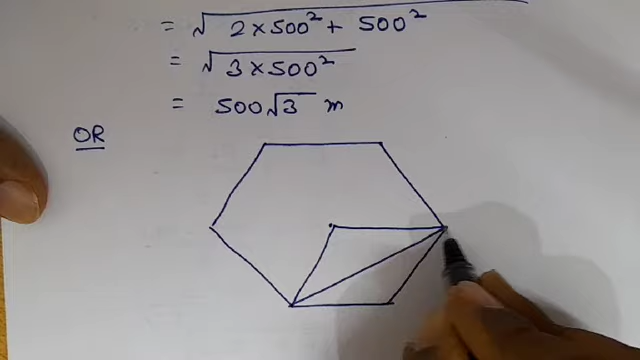 = √2×500² + 500²
= √3×500²
= 500√3 m
OR